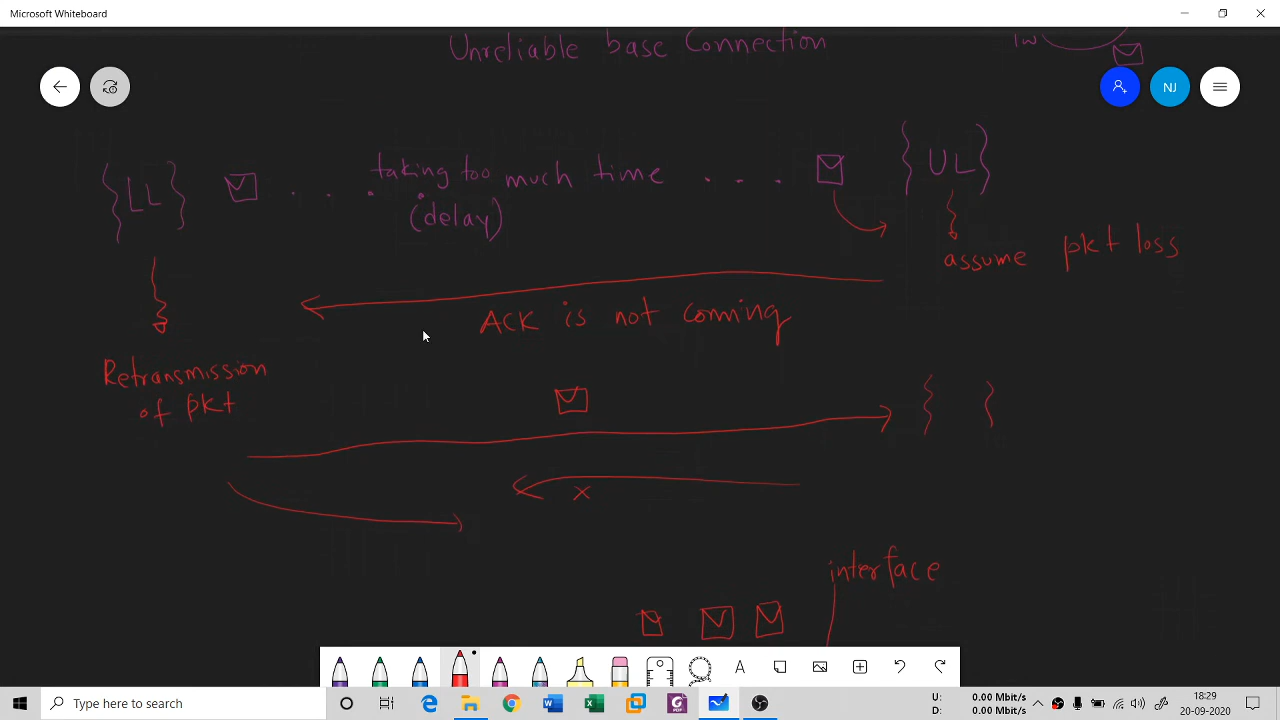 Microsoft Whiteboard
Unreliable base Connection
NJ
{LL}
taking too much time
(delay)
{UL}
assume pkt loss
ACK is not coming
Retransmission
of pkt
{ }
x
interface
A
Type here to search
U: 0.00 Mbit/s
D: 0.00 Mbit/s
18:29
20-09-2020